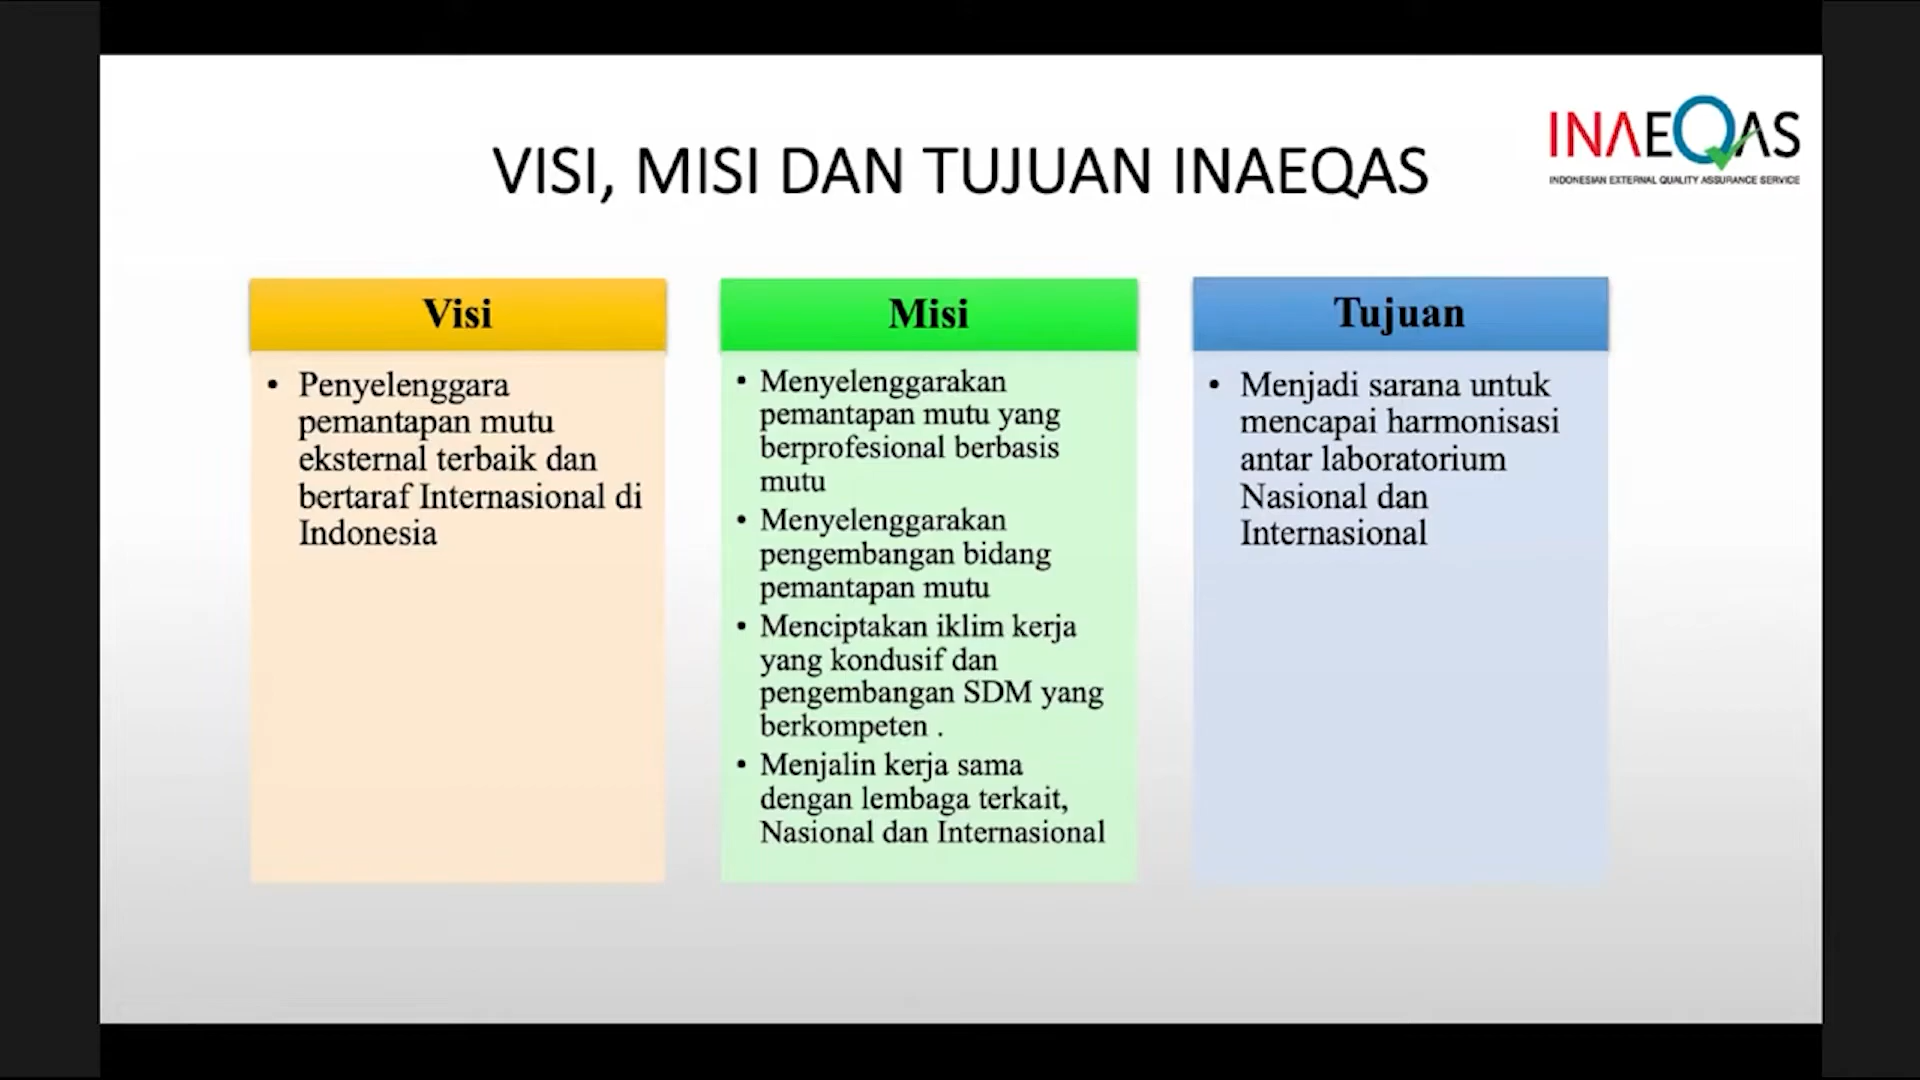 INAEQAS
INDONESIAN EXTERNAL QUALITY ASSURANCE SERVICE
VISI, MISI DAN TUJUAN INAEQAS
Visi
• Penyelenggara
pemantapan mutu
eksternal terbaik dan
bertaraf Internasional di
Indonesia
Misi
• Menyelenggarakan
pemantapan mutu yang
berprofesional berbasis
mutu
• Menyelenggarakan
pengembangan bidang
pemantapan mutu
• Menciptakan iklim kerja
yang kondusif dan
pengembangan SDM yang
berkompeten .
• Menjalin kerja sama
dengan lembaga terkait,
Nasional dan Internasional
Tujuan
• Menjadi sarana untuk
mencapai harmonisasi
antar laboratorium
Nasional dan
Internasional